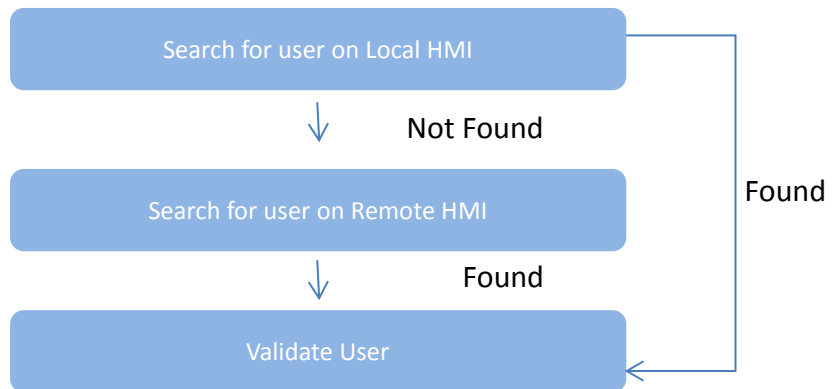 Search for user on Local HMI
Not Found
Search for user on Remote HMI
Found
Found
Validate User